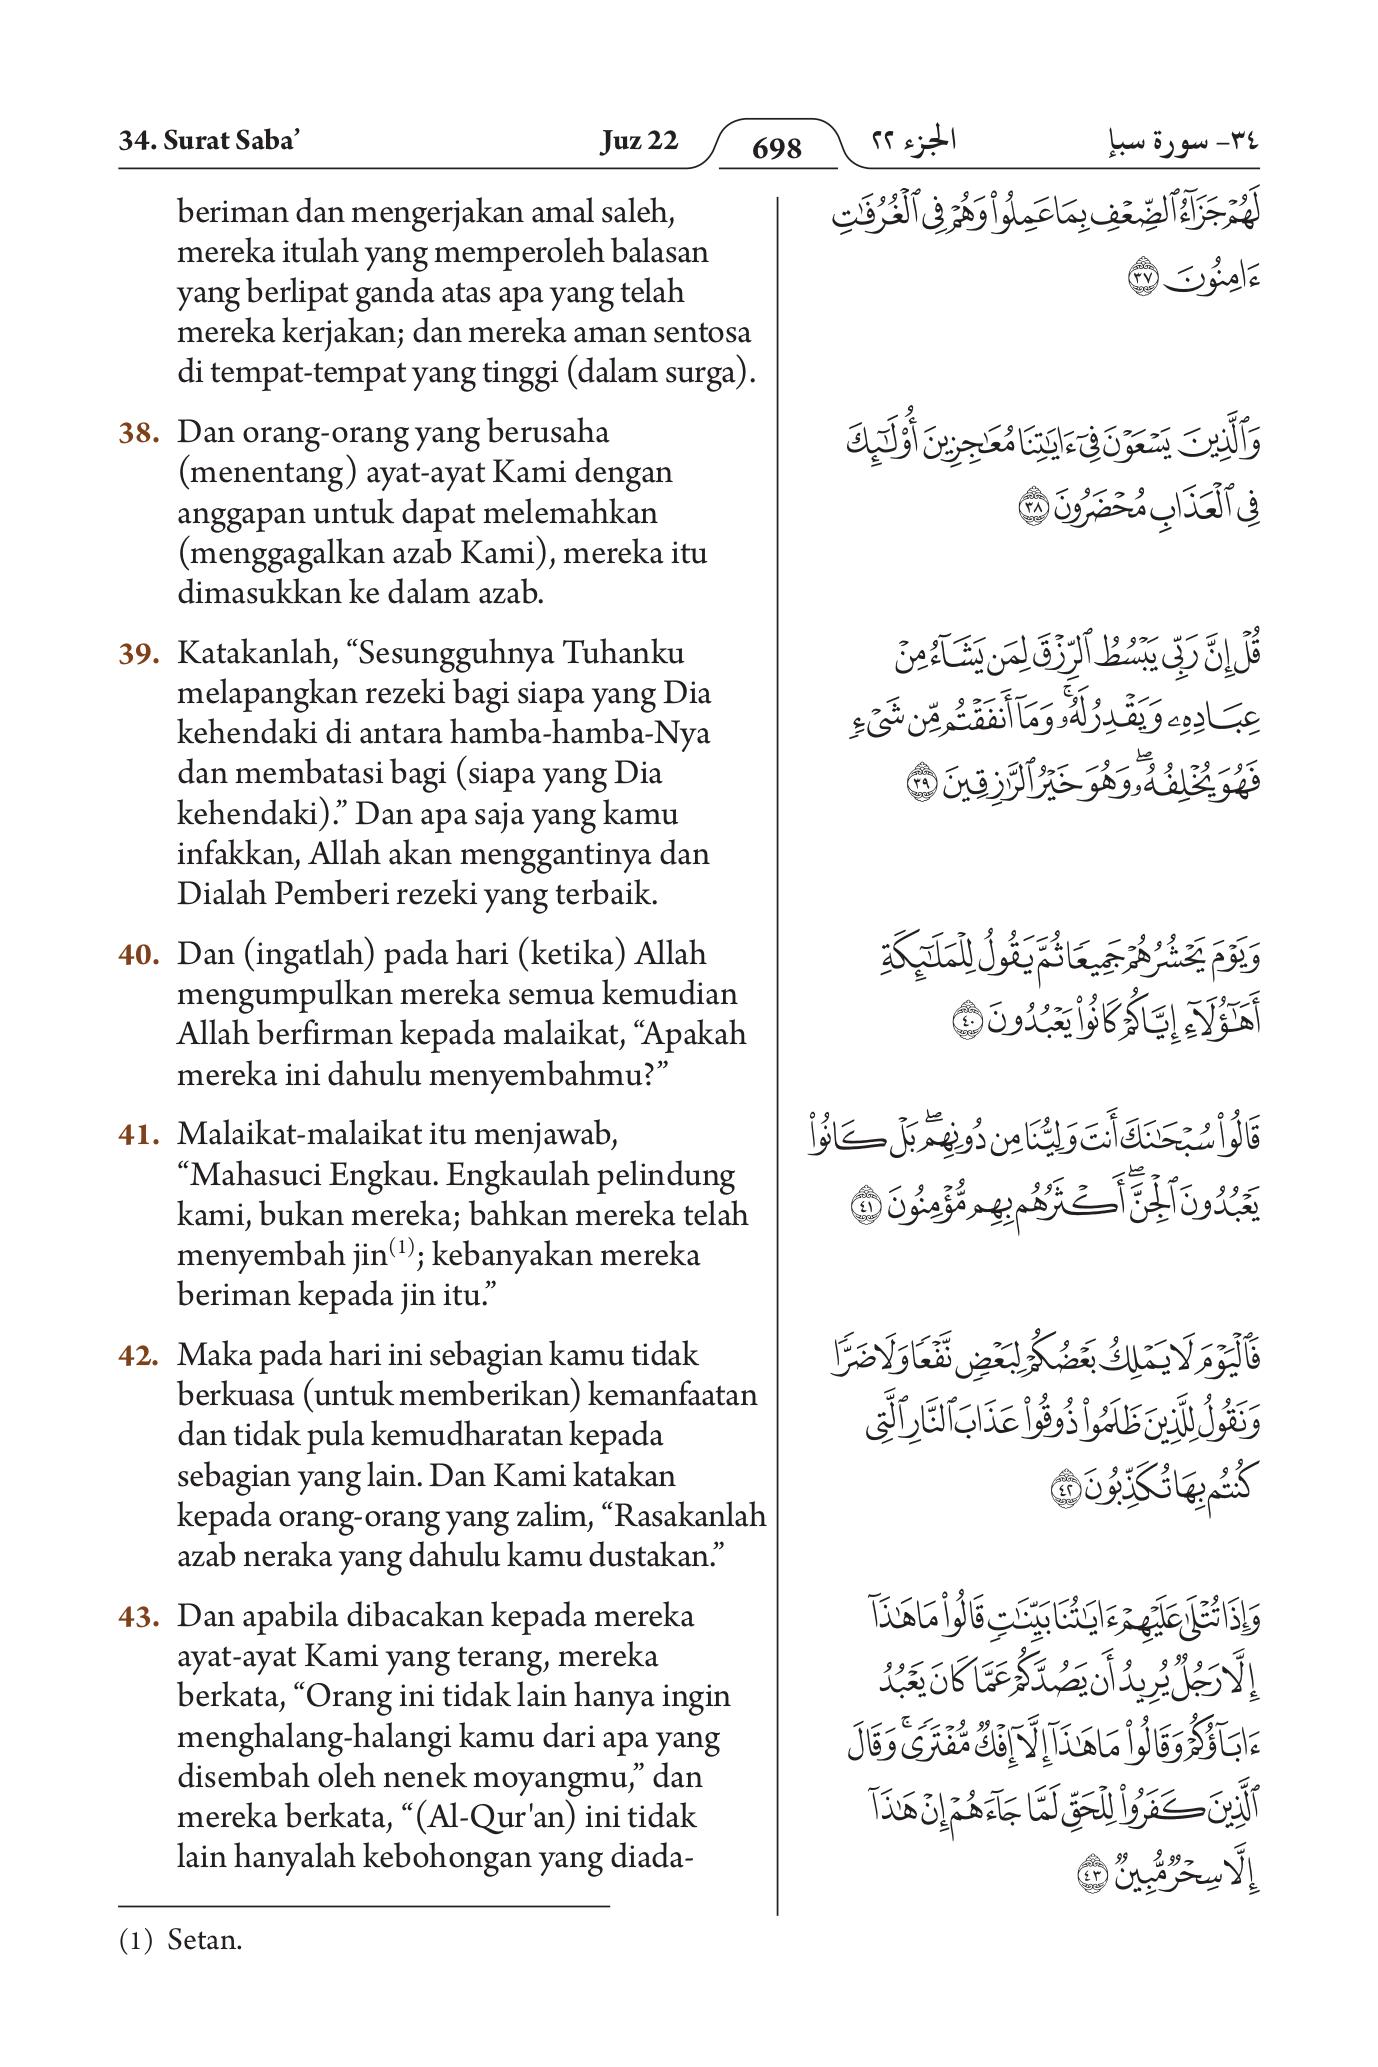 34. Surat Saba’ Juz 22 698 الجزء ٢٢ ٣٤- سورة سبإ
beriman dan mengerjakan amal saleh,
mereka itulah yang memperoleh balasan
yang berlipat ganda atas apa yang telah
mereka kerjakan; dan mereka aman sentosa
di tempat-tempat yang tinggi (dalam surga).
38. Dan orang-orang yang berusaha
(menentang) ayat-ayat Kami dengan
anggapan untuk dapat melemahkan
(menggagalkan azab Kami), mereka itu
dimasukkan ke dalam azab.
39. Katakanlah, “Sesungguhnya Tuhanku
melapangkan rezeki bagi siapa yang Dia
kehendaki di antara hamba-hamba-Nya
dan membatasi bagi (siapa yang Dia
kehendaki).” Dan apa saja yang kamu
infakkan, Allah akan menggantinya dan
Dialah Pemberi rezeki yang terbaik.
40. Dan (ingatlah) pada hari (ketika) Allah
mengumpulkan mereka semua kemudian
Allah berfirman kepada malaikat, “Apakah
mereka ini dahulu menyembahmu?”
41. Malaikat-malaikat itu menjawab,
“Mahasuci Engkau. Engkaulah pelindung
kami, bukan mereka; bahkan mereka telah
menyembah jin(1); kebanyakan mereka
beriman kepada jin itu.”
42. Maka pada hari ini sebagian kamu tidak
berkuasa (untuk memberikan) kemanfaatan
dan tidak pula kemudharatan kepada
sebagian yang lain. Dan Kami katakan
kepada orang-orang yang zalim, “Rasakanlah
azab neraka yang dahulu kamu dustakan.”
43. Dan apabila dibacakan kepada mereka
ayat-ayat Kami yang terang, mereka
berkata, “Orang ini tidak lain hanya ingin
menghalang-halangi kamu dari apa yang
disembah oleh nenek moyangmu,” dan
mereka berkata, “(Al-Qur'an) ini tidak
lain hanyalah kebohongan yang diada-
(1) Setan.
لَهُمۡ جَزَآءُ ٱلضِّعۡفِ بِمَا عَمِلُواْ وَهُمۡ فِي ٱلۡغُرُفَٰتِ
ءَامِنُونَ ٣٧
وَٱلَّذِينَ يَسۡعَوۡنَ فِيٓ ءَايَٰتِنَا مُعَٰجِزِينَ أُوْلَٰٓئِكَ
فِي ٱلۡعَذَابِ مُحۡضَرُونَ ٣٨
قُلۡ إِنَّ رَبِّي يَبۡسُطُ ٱلرِّزۡقَ لِمَن يَشَآءُ مِنۡ
عِبَادِهِۦ وَيَقۡدِرُ لَهُۥۚ وَمَآ أَنفَقۡتُم مِّن شَيۡءٖ
فَهُوَ يُخۡلِفُهُۥۖ وَهُوَ خَيۡرُ ٱلرَّٰزِقِينَ ٣٩
وَيَوۡمَ يَحۡشُرُهُمۡ جَمِيعٗا ثُمَّ يَقُولُ لِلۡمَلَٰٓئِكَةِ
أَهَٰٓؤُلَآءِ إِيَّاكُمۡ كَانُواْ يَعۡبُدُونَ ٤٠
قَالُواْ سُبۡحَٰنَكَ أَنتَ وَلِيُّنَا مِن دُونِهِمۖ بَلۡ كَانُواْ
يَعۡبُدُونَ ٱلۡجِنَّۖ أَكۡثَرُهُم بِهِم مُّؤۡمِنُونَ ٤١
فَٱلۡيَوۡمَ لَا يَمۡلِكُ بَعۡضُكُمۡ لِبَعۡضٖ نَّفۡعٗا وَلَا ضَرّٗا
وَنَقُولُ لِلَّذِينَ ظَلَمُواْ ذُوقُواْ عَذَابَ ٱلنَّارِ ٱلَّتِي
كُنتُم بِهَا تُكَذِّبُونَ ٤٢
وَإِذَا تُتۡلَىٰ عَلَيۡهِمۡ ءَايَٰتُنَا بَيِّنَٰتٖ قَالُواْ مَا هَٰذَآ
إِلَّا رَجُلٞ يُرِيدُ أَن يَصُدَّكُمۡ عَمَّا كَانَ يَعۡبُدُ
ءَابَآؤُكُمۡ وَقَالُواْ مَا هَٰذَآ إِلَّآ إِفۡكٞ مُّفۡتَرٗىۚ وَقَالَ
ٱلَّذِينَ كَفَرُواْ لِلۡحَقِّ لَمَّا جَآءَهُمۡ إِنۡ هَٰذَآ
إِلَّا سِحۡرٞ مُّبِينٞ ٤٣